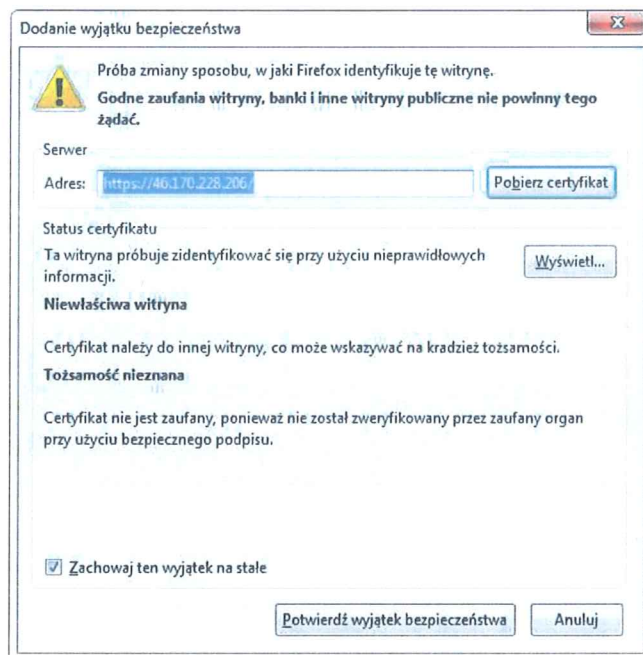 Dodanie wyjątku bezpieczeństwa
Próba zmiany sposobu, w jaki Firefox identyfikuje tę witrynę.
Godne zaufania witryny, banki i inne witryny publiczne nie powinny tego
żądać.
Serwer
Adres: https://46.170.228.206/ Pobierz certyfikat
Status certyfikatu
Ta witryna próbuje zidentyfikować się przy użyciu nieprawidłowych
informacji.
Wyświetl...
Niewłaściwa witryna
Certyfikat należy do innej witryny, co może wskazywać na kradzież tożsamości.
Tożsamość nieznana
Certyfikat nie jest zaufany, ponieważ nie został zweryfikowany przez zaufany organ
przy użyciu bezpiecznego podpisu.
Zachowaj ten wyjątek na stałe
Potwierdź wyjątek bezpieczeństwa Anuluj